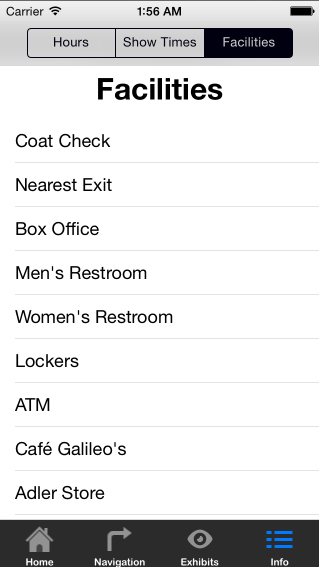 Carrier 1:56 AM
Hours Show Times Facilities
Facilities
Coat Check
Nearest Exit
Box Office
Men's Restroom
Women's Restroom
Lockers
ATM
Café Galileo's
Adler Store
Home Navigation Exhibits Info